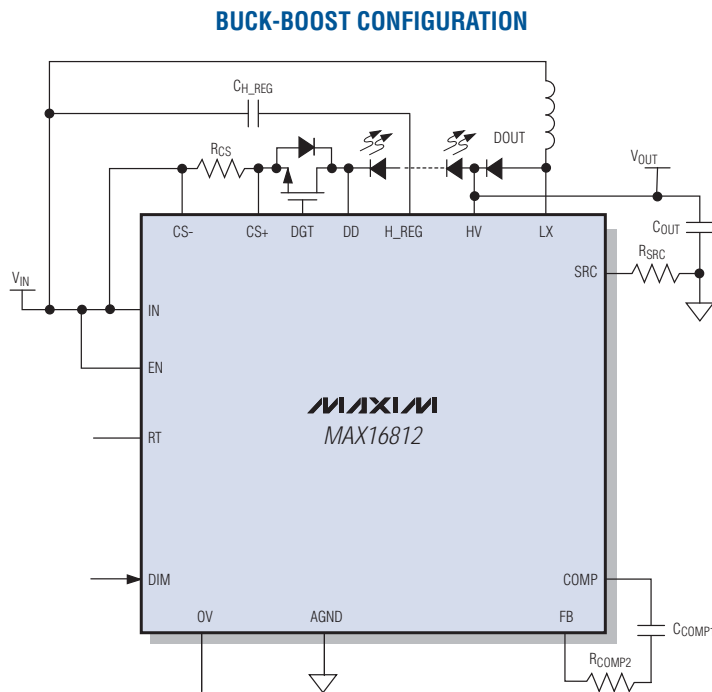 BUCK-BOOST CONFIGURATION
CH_REG
RCS
DOUT
VOUT
COUT
CS-
CS+
DGT
DD
H_REG
HV
LX
SRC
RSRC
VIN
IN
EN
RT
MAXIM
MAX16812
DIM
COMP
OV
AGND
FB
CCOMP1
RCOMP2